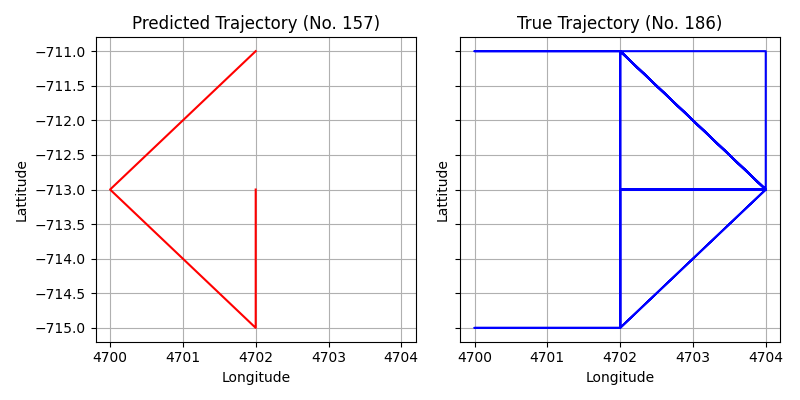 Predicted Trajectory (No. 157)
True Trajectory (No. 186)
−711.0
−711.5
−712.0
−712.5
−713.0
−713.5
−714.0
−714.5
−715.0
Lattitude
Lattitude
4700 4701 4702 4703 4704
4700 4701 4702 4703 4704
Longitude
Longitude